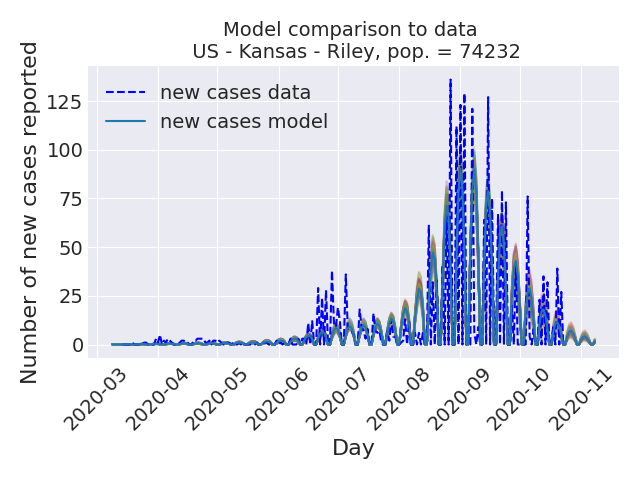 Model comparison to data
US - Kansas - Riley, pop. = 74232
new cases data
new cases model
Number of new cases reported
125
100
75
50
25
0
2020-03
2020-04
2020-05
2020-06
2020-07
2020-08
2020-09
2020-10
2020-11
Day